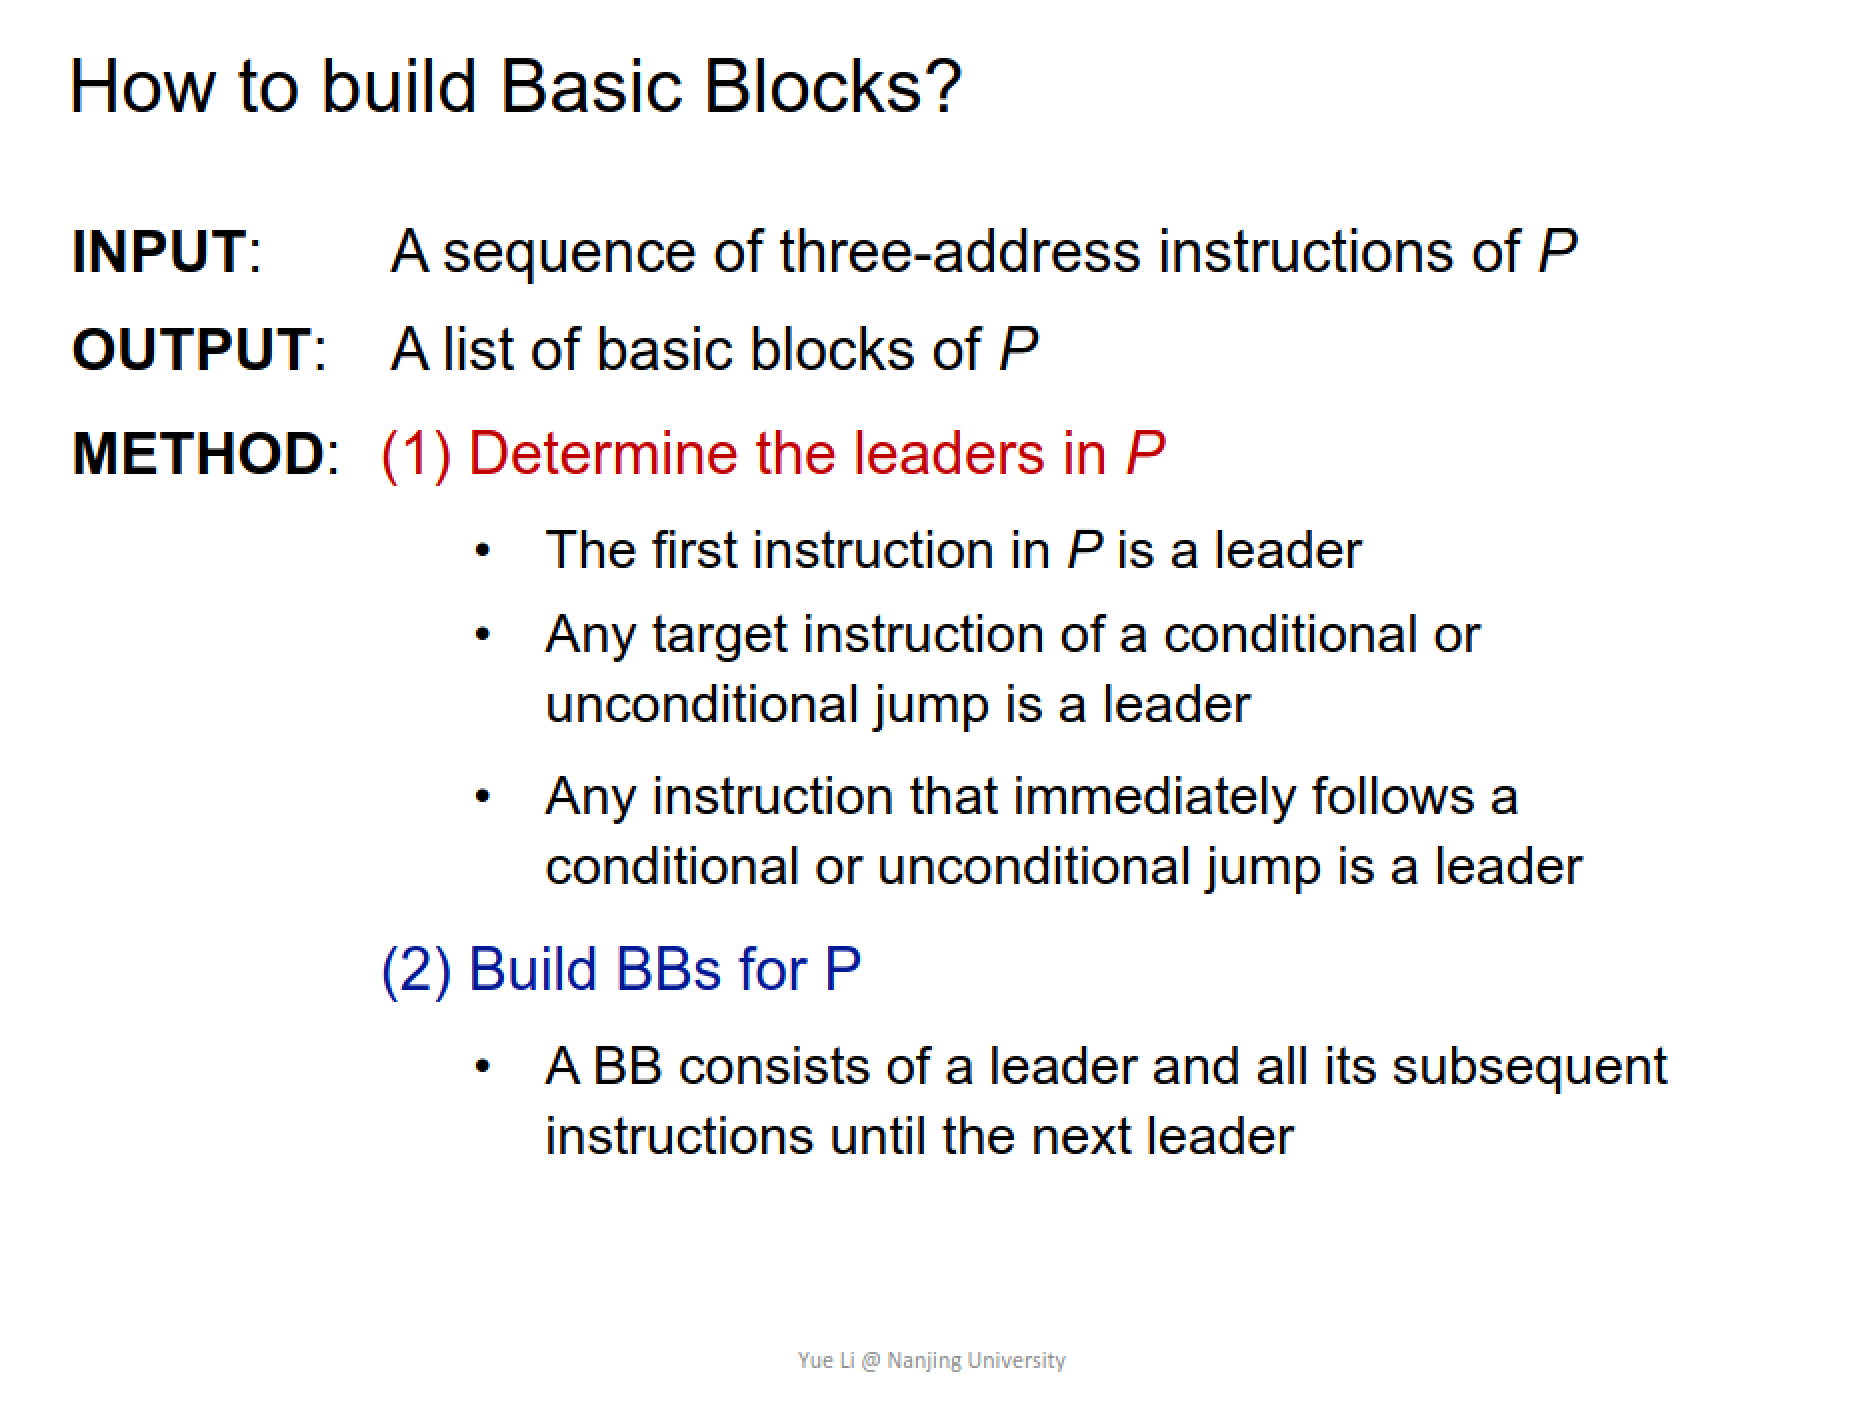 How to build Basic Blocks?
INPUT: A sequence of three-address instructions of P
OUTPUT: A list of basic blocks of P
METHOD: (1) Determine the leaders in P
• The first instruction in P is a leader
• Any target instruction of a conditional or
unconditional jump is a leader
• Any instruction that immediately follows a
conditional or unconditional jump is a leader
(2) Build BBs for P
• A BB consists of a leader and all its subsequent
instructions until the next leader
Yue Li @ Nanjing University